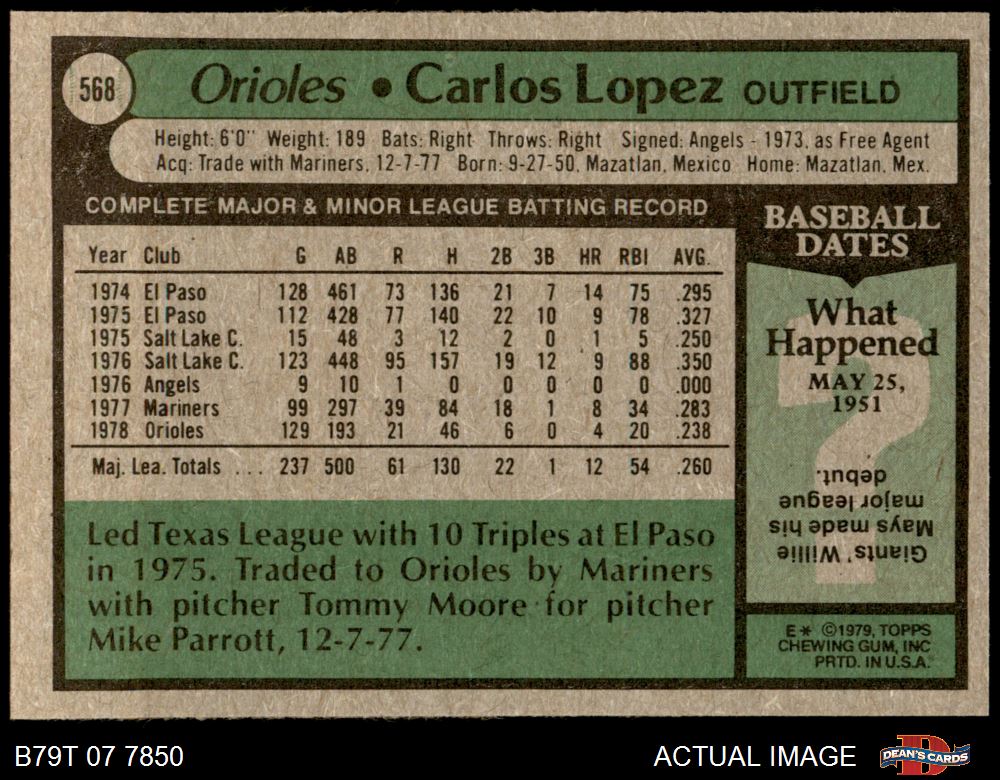 568
Orioles • Carlos Lopez OUTFIELD
Height: 6'0" Weight: 189 Bats: Right Throws: Right Signed: Angels - 1973, as Free Agent
Acq: Trade with Mariners, 12-7-77 Born: 9-27-50, Mazatlan, Mexico Home: Mazatlan, Mex.
COMPLETE MAJOR & MINOR LEAGUE BATTING RECORD
Year Club G AB R H 2B 3B HR RBI AVG.
1974 El Paso 128 461 73 136 21 7 14 75 .295
1975 El Paso 112 428 77 140 22 10 9 78 .327
1975 Salt Lake C. 15 48 3 12 2 0 1 5 .250
1976 Salt Lake C. 123 448 95 157 19 12 9 88 .350
1976 Angels 9 10 1 0 0 0 0 0 .000
1977 Mariners 99 297 39 84 18 1 8 34 .283
1978 Orioles 129 193 21 46 6 0 4 20 .238
Maj. Lea. Totals ... 237 500 61 130 22 1 12 54 .260
Led Texas League with 10 Triples at El Paso
in 1975. Traded to Orioles by Mariners
with pitcher Tommy Moore for pitcher
Mike Parrott, 12-7-77.
BASEBALL
DATES
What
Happened
MAY 25,
1951
Giants' Willie
Mays made his
major league
debut.
E* ©1979, TOPPS
CHEWING GUM, INC
PRTD. IN U.S.A.
B79T 07 7850
ACTUAL IMAGE
D
DEAN'S CARDS